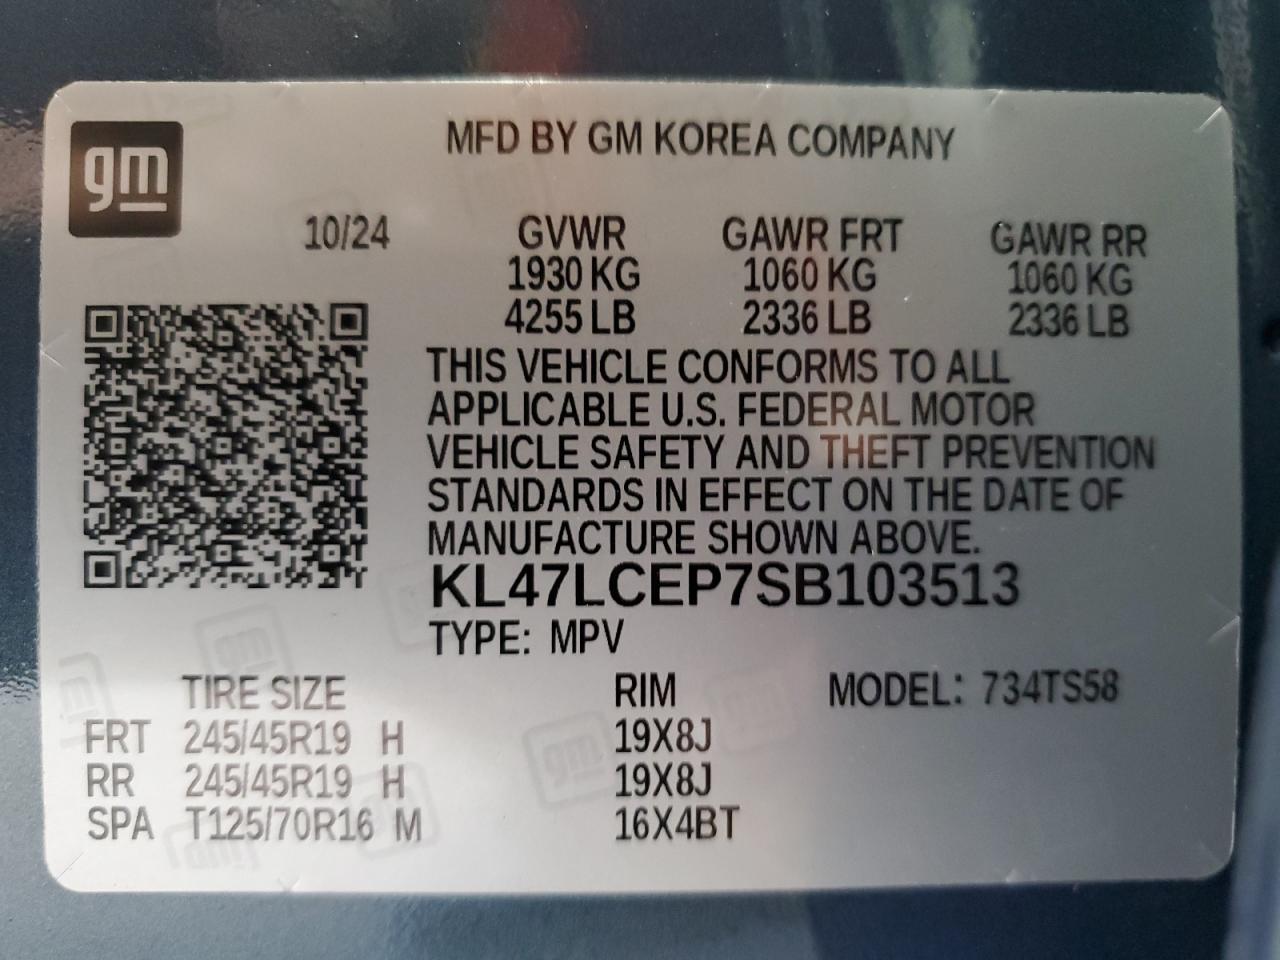 gm
MFD BY GM KOREA COMPANY
10/24 GVWR GAWR FRT GAWR RR
1930 KG 1060 KG 1060 KG
4255 LB 2336 LB 2336 LB
THIS VEHICLE CONFORMS TO ALL
APPLICABLE U.S. FEDERAL MOTOR
VEHICLE SAFETY AND THEFT PREVENTION
STANDARDS IN EFFECT ON THE DATE OF
MANUFACTURE SHOWN ABOVE.
KL47LCEP7SB103513
TYPE: MPV
TIRE SIZE RIM MODEL: 734TS58
FRT 245/45R19 H 19X8J
RR 245/45R19 H 19X8J
SPA T125/70R16 M 16X4BT